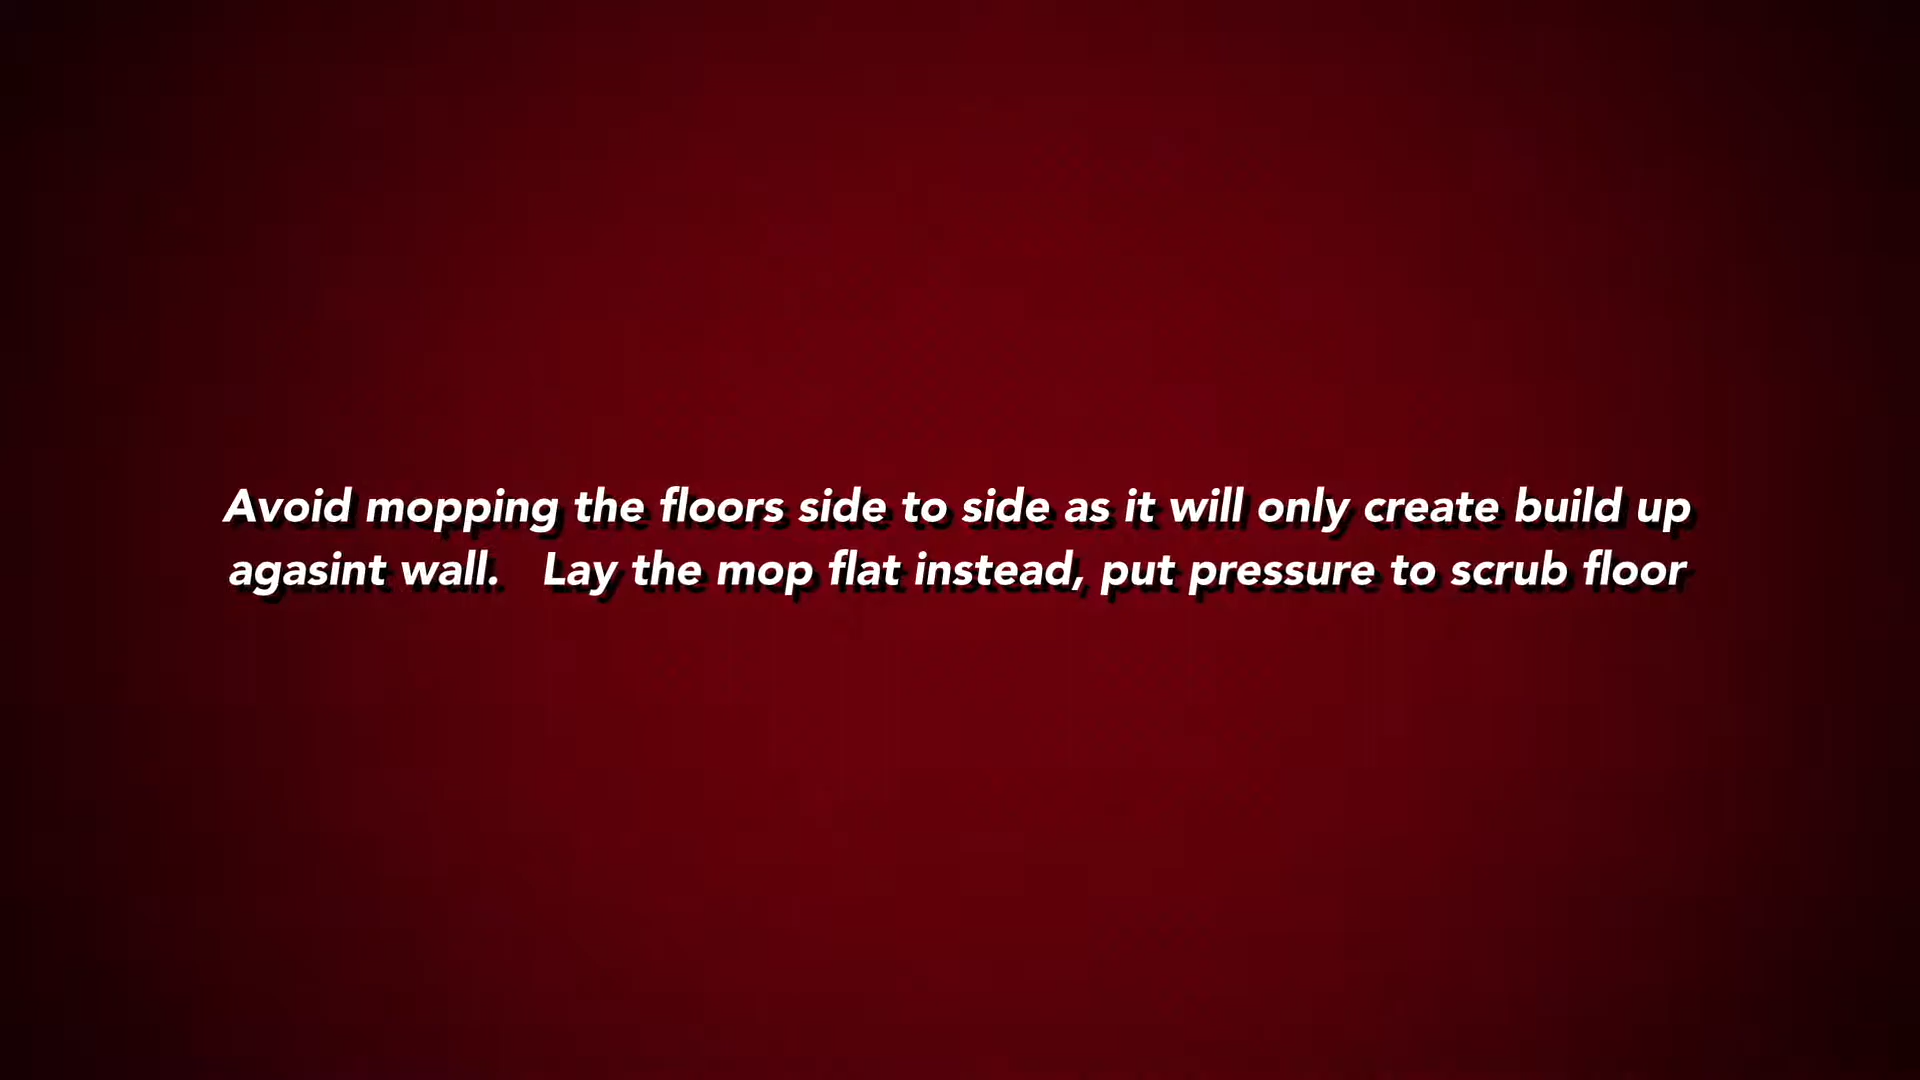 Avoid mopping the floors side to side as it will only create build up
agasint wall.   Lay the mop flat instead, put pressure to scrub floor